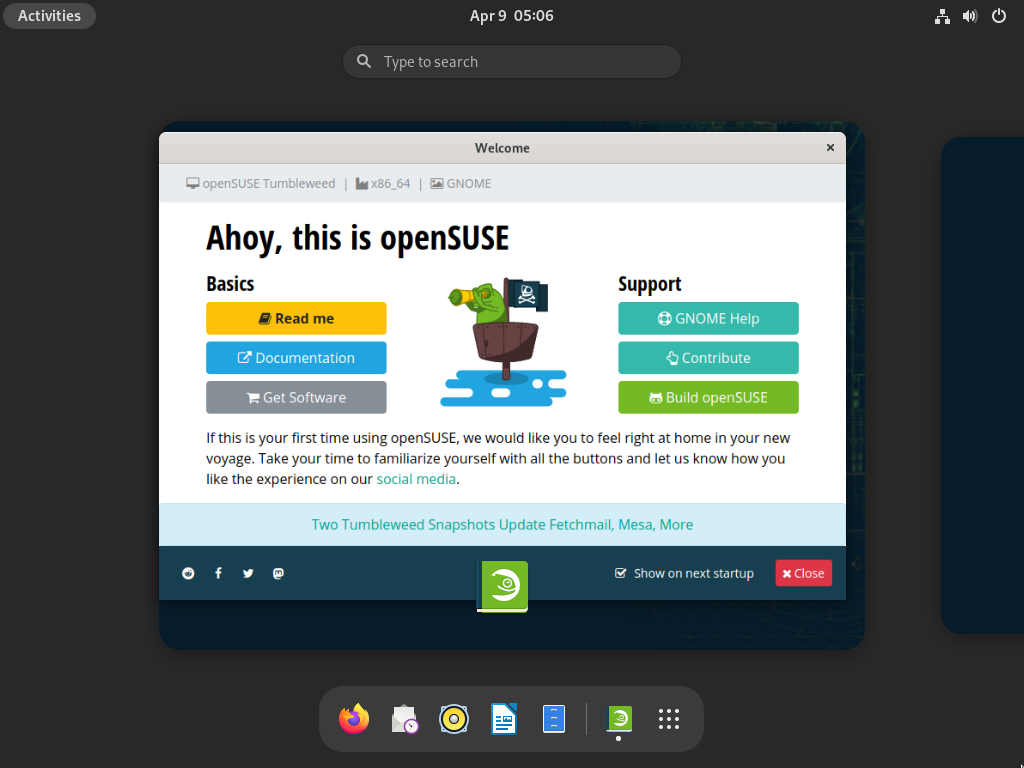 Activities
Apr 9 05:06
Type to search
Welcome
openSUSE Tumbleweed | x86_64 | GNOME
Ahoy, this is openSUSE
Basics
Support
Read me
GNOME Help
Documentation
Contribute
Get Software
Build openSUSE
If this is your first time using openSUSE, we would like you to feel right at home in your new
voyage. Take your time to familiarize yourself with all the buttons and let us know how you
like the experience on our social media.
Two Tumbleweed Snapshots Update Fetchmail, Mesa, More
Show on next startup
Close